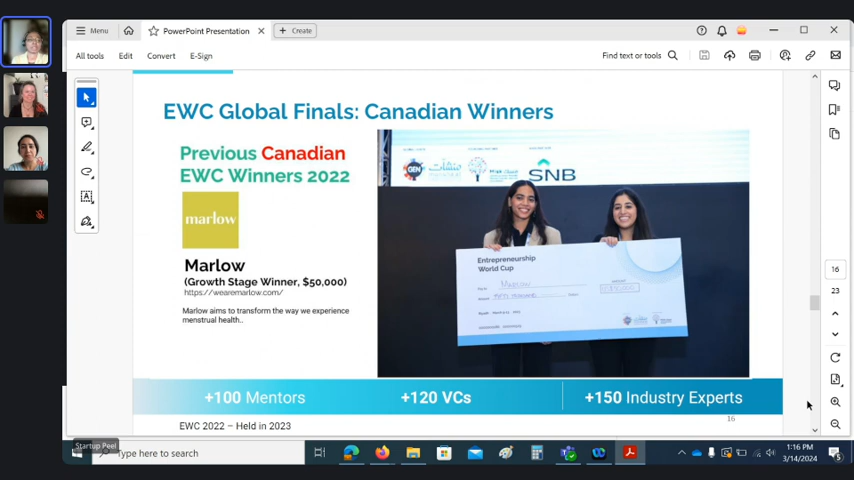 Menu
PowerPoint Presentation
Create
All tools
Edit
Convert
E-Sign
Find text or tools
EWC Global Finals: Canadian Winners
Previous Canadian
EWC Winners 2022
marlow
Marlow
(Growth Stage Winner, $50,000)
https://wearemarlow.com/
Marlow aims to transform the way we experience
menstrual health..
GEN
SNB
Entrepreneurship
World Cup
Marlow
+100 Mentors
+120 VCs
+150 Industry Experts
EWC 2022 – Held in 2023
16
16
23
Startup Peel
Type here to search
1:16 PM
3/14/2024
5